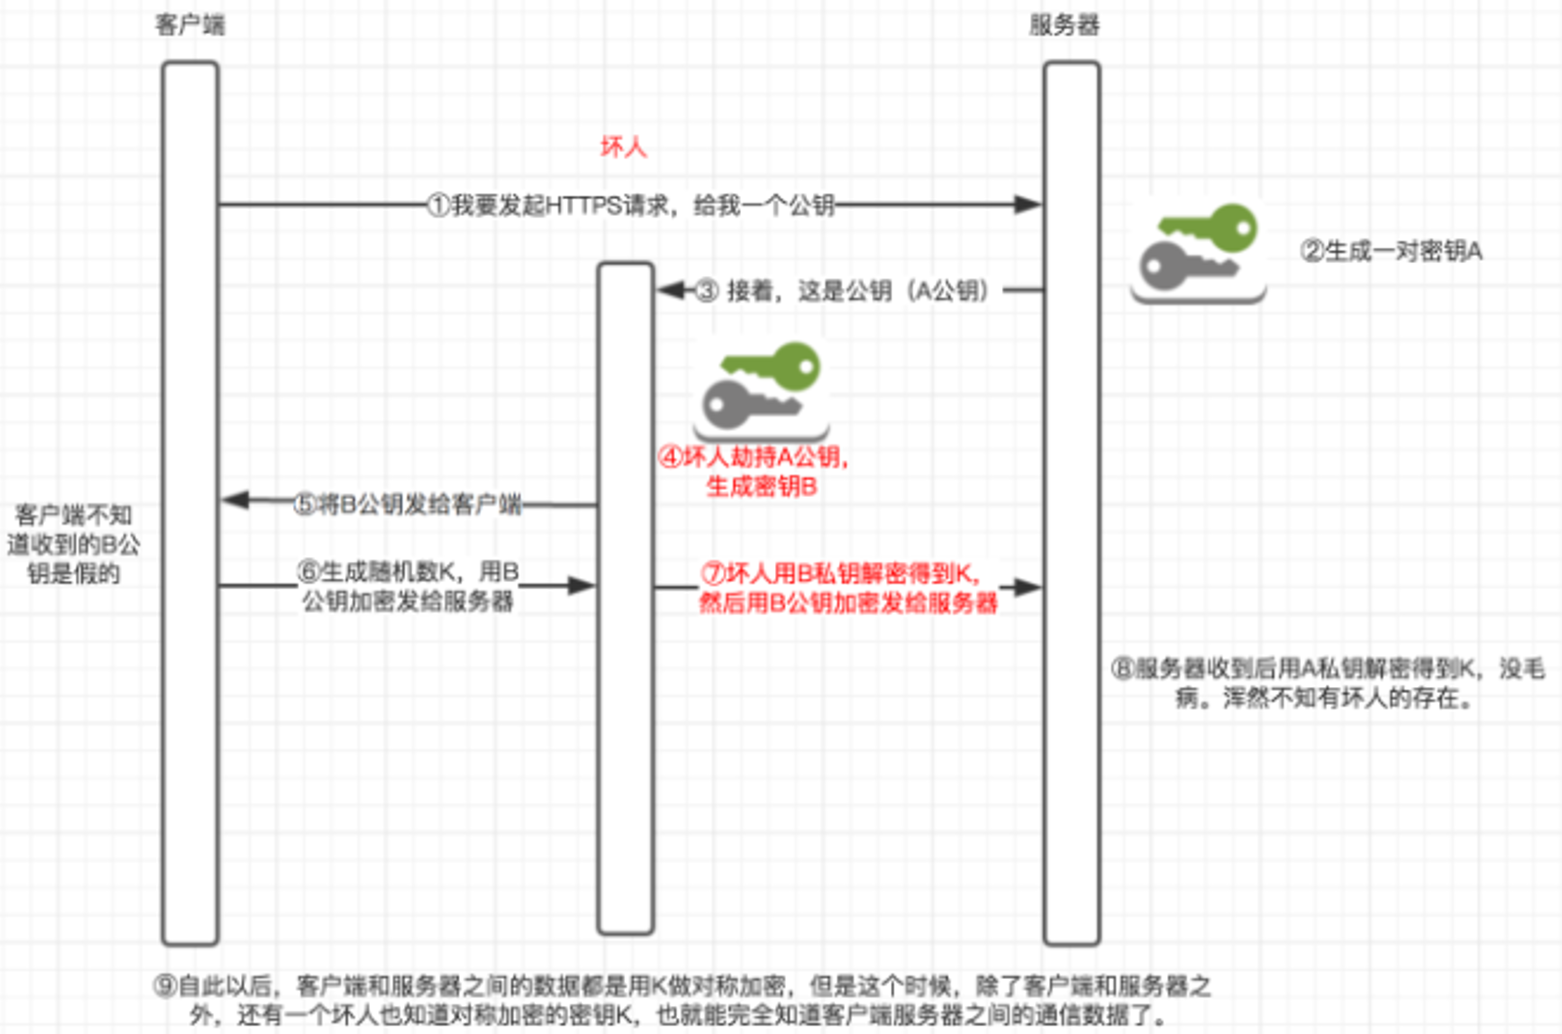 客户端
服务器
坏人
①我要发起HTTPS请求，给我一个公钥
②生成一对密钥A
③ 接着，这是公钥（A公钥）
④坏人劫持A公钥，
生成密钥B
⑤将B公钥发给客户端
客户端不知
道收到的B公
钥是假的
⑥生成随机数K，用B
公钥加密发给服务器
⑦坏人用B私钥解密得到K，
然后用B公钥加密发给服务器
⑧服务器收到后用A私钥解密得到K，没毛
病。浑然不知有坏人的存在。
⑨自此以后，客户端和服务器之间的数据都是用K做对称加密，但是这个时候，除了客户端和服务器之
外，还有一个坏人也知道对称加密的密钥K，也就能完全知道客户端服务器之间的通信数据了。